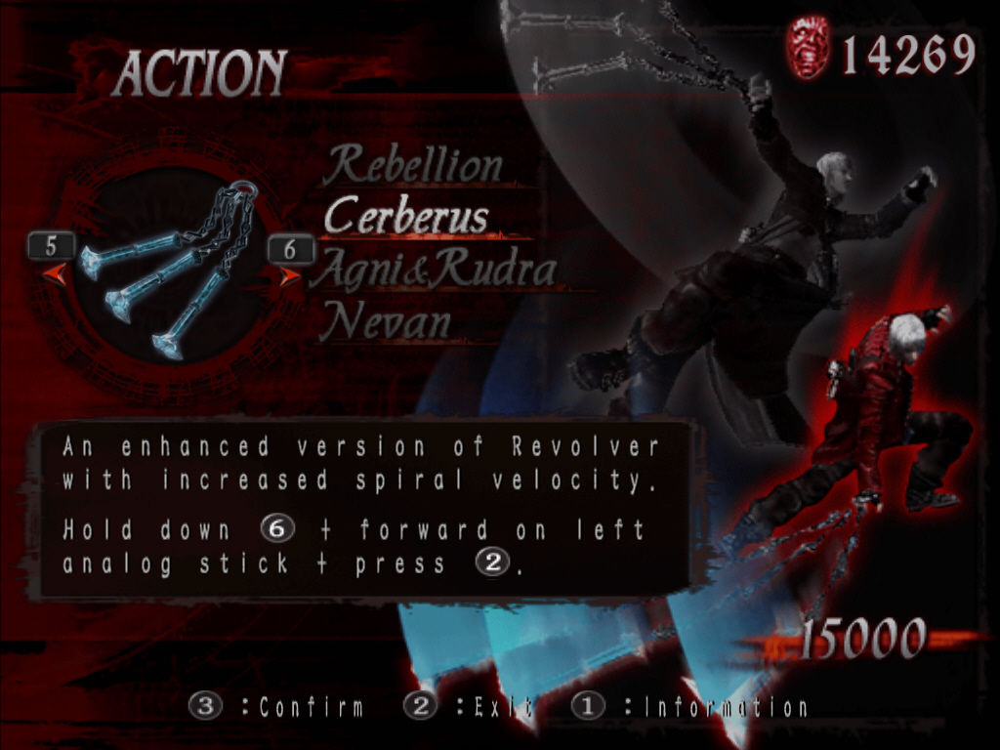 ACTION
14269
Rebellion
Cerberus
Agni&Rudra
Nevan
5
6
An enhanced version of Revolver
with increased spiral velocity.
Hold down 6 + forward on left
analog stick + press 2.
15000
3 :Confirm 2 :Exit 1 :Information